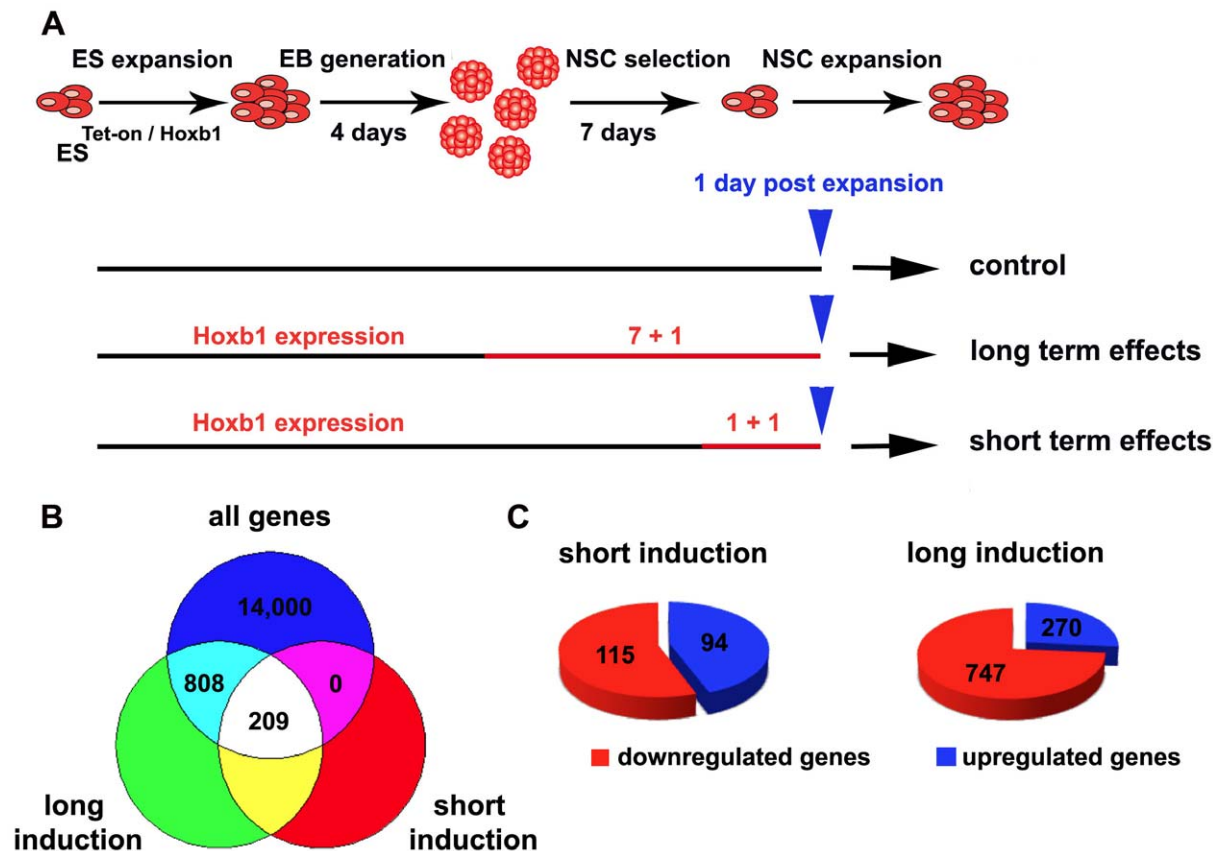 A
ES expansion
EB generation
NSC selection
NSC expansion
Tet-on / Hoxb1
ES
4 days
7 days
1 day post expansion
control
Hoxb1 expression
7 + 1
long term effects
Hoxb1 expression
1 + 1
short term effects
B
all genes
14,000
808
0
209
long
induction
short
induction
C
short induction
long induction
115
94
270
747
downregulated genes
upregulated genes